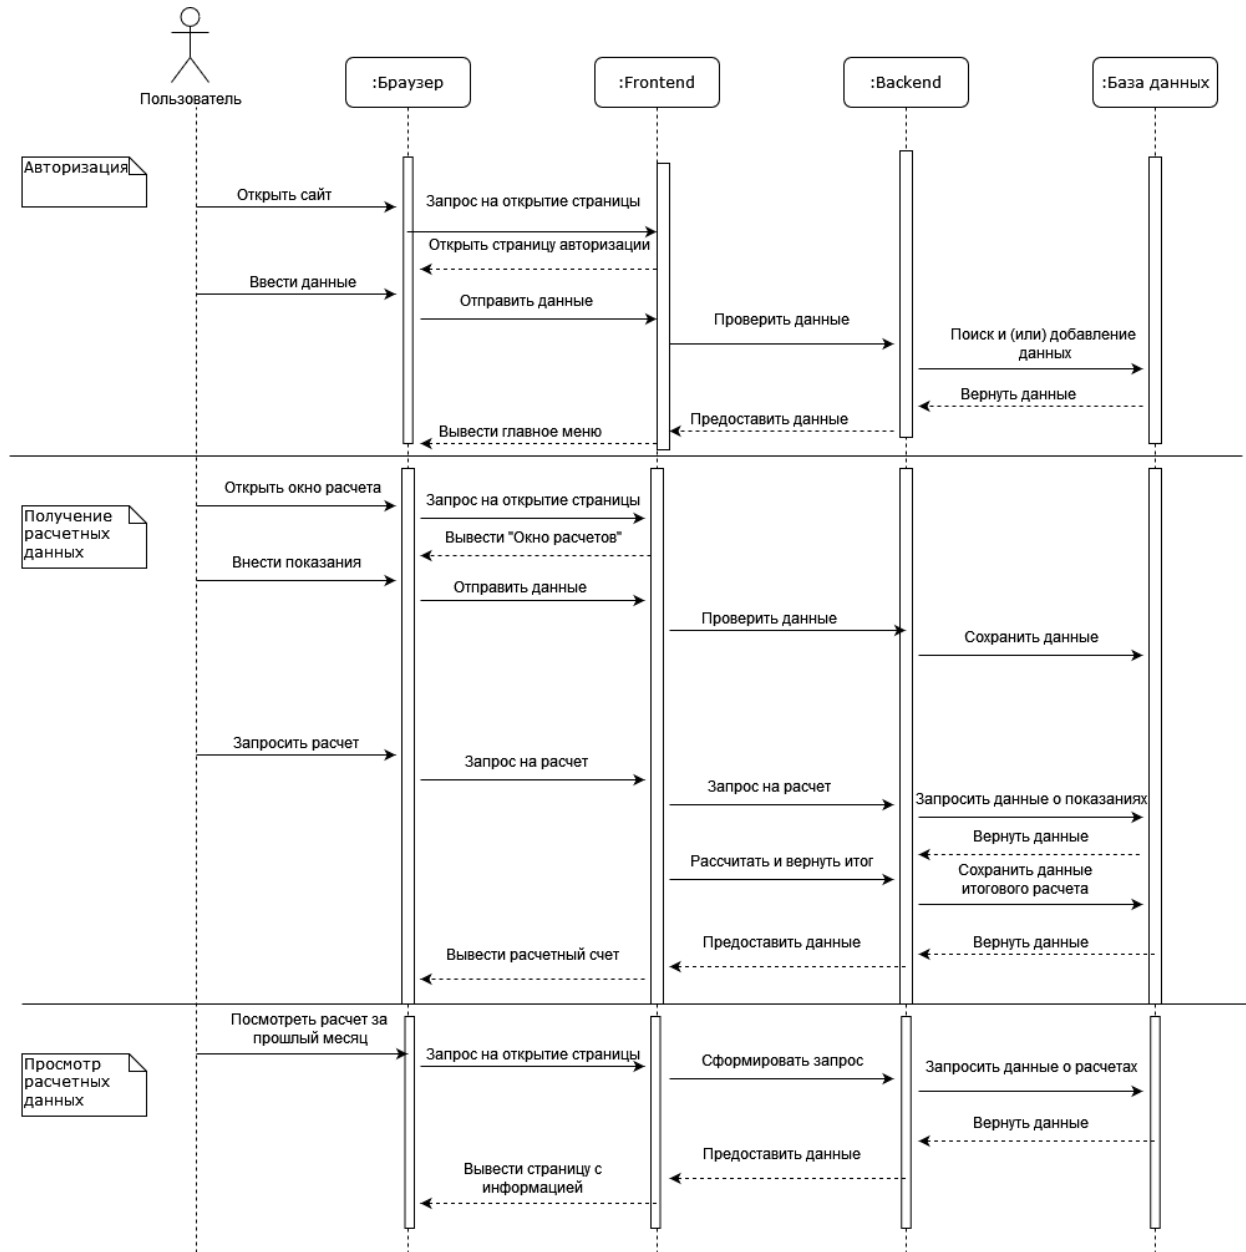 Пользователь
:Браузер
:Frontend
:Backend
:База данных
Авторизация
Открыть сайт
Запрос на открытие страницы
Открыть страницу авторизации
Ввести данные
Отправить данные
Проверить данные
Поиск и (или) добавление
данных
Вернуть данные
Предоставить данные
Вывести главное меню
Получение
расчетных
данных
Открыть окно расчета
Запрос на открытие страницы
Вывести "Окно расчетов"
Внести показания
Отправить данные
Проверить данные
Сохранить данные
Запросить расчет
Запрос на расчет
Запрос на расчет
Запросить данные о показаниях
Вернуть данные
Рассчитать и вернуть итог
Сохранить данные
итогового расчета
Вернуть данные
Предоставить данные
Вывести расчетный счет
Просмотр
расчетных
данных
Посмотреть расчет за
прошлый месяц
Запрос на открытие страницы
Сформировать запрос
Запросить данные о расчетах
Вернуть данные
Предоставить данные
Вывести страницу с
информацией